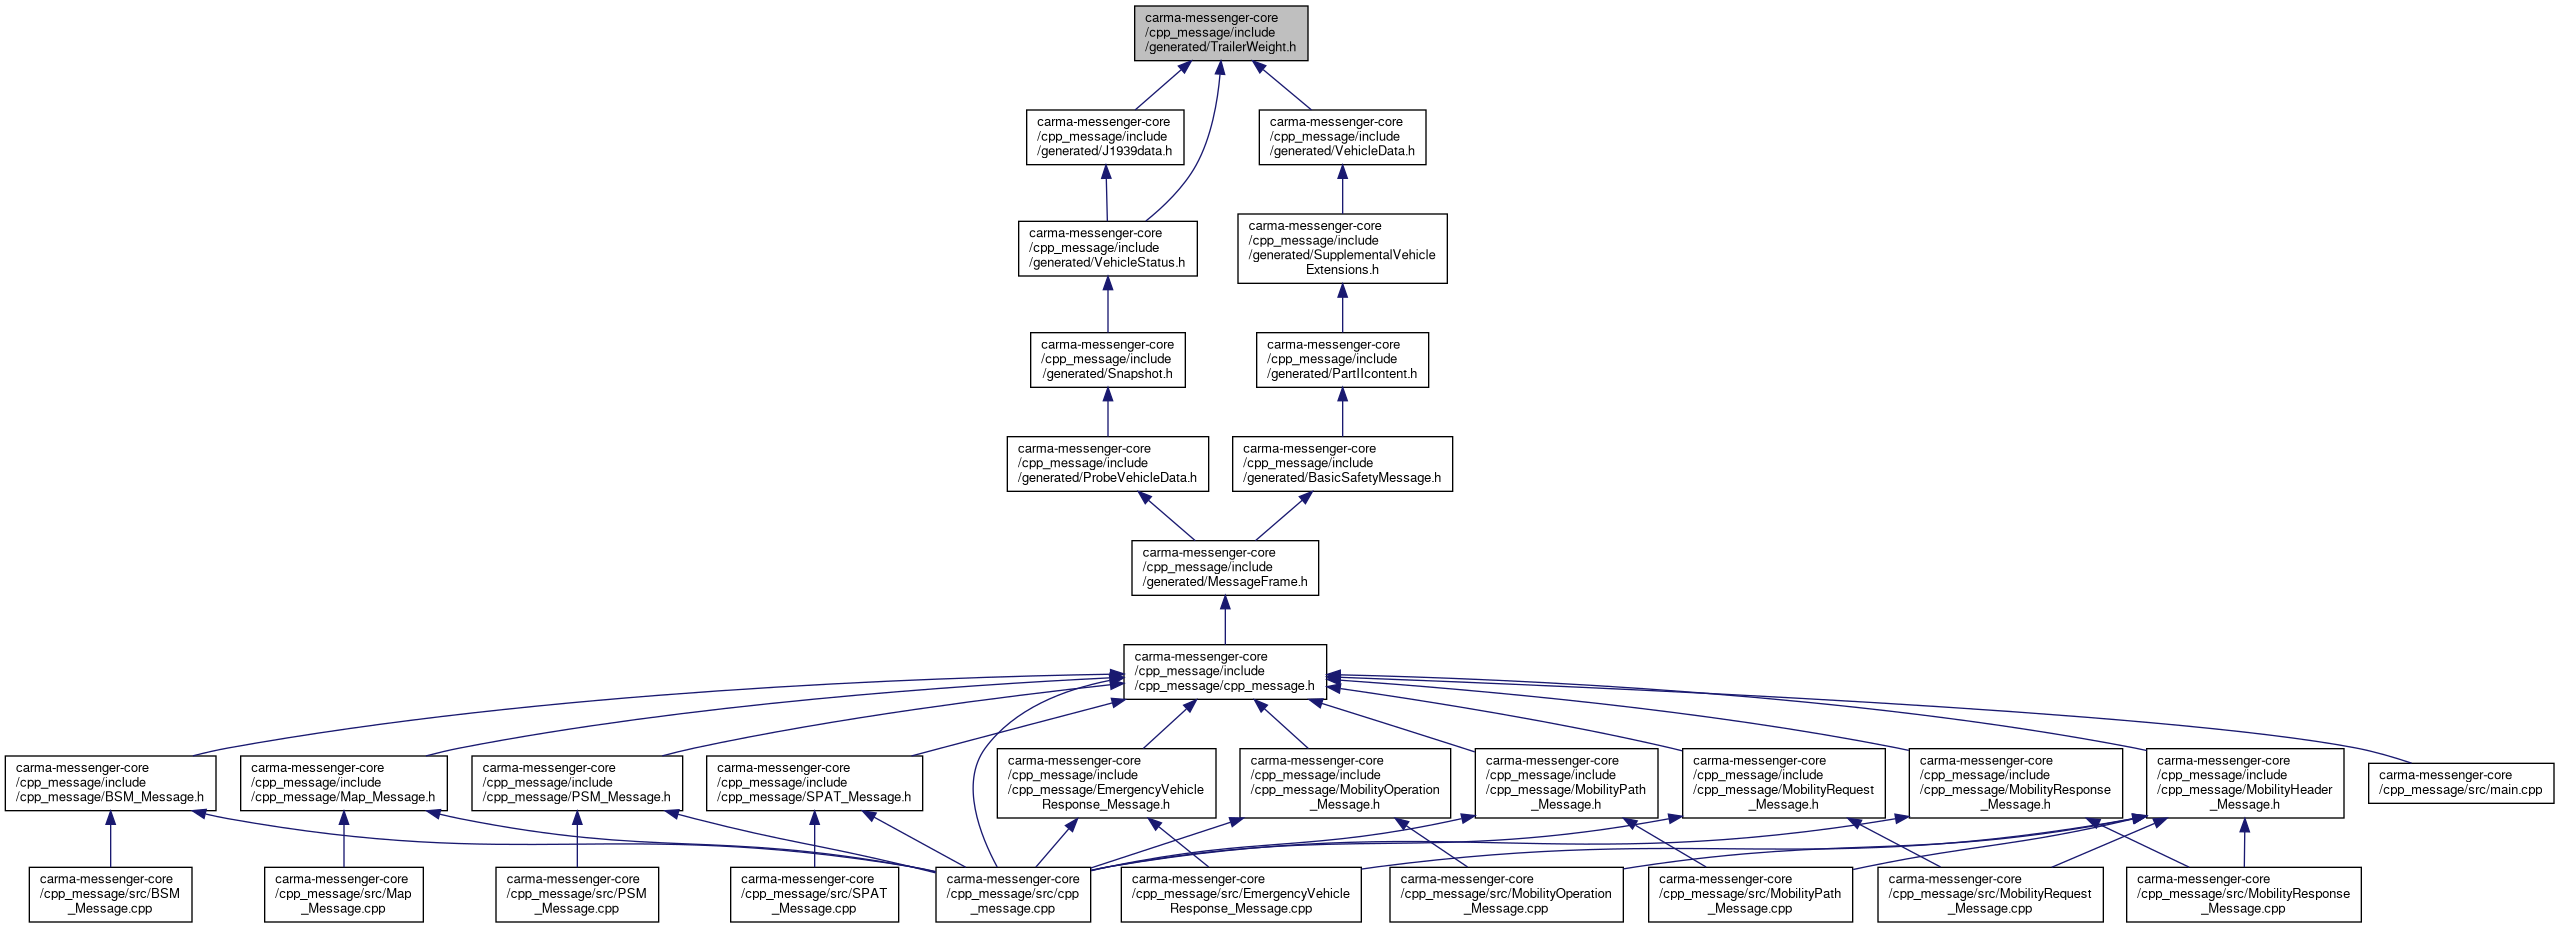 carma-messenger-core
/cpp_message/include
/generated/TrailerWeight.h
carma-messenger-core
/cpp_message/include
/generated/J1939data.h
carma-messenger-core
/cpp_message/include
/generated/VehicleData.h
carma-messenger-core
/cpp_message/include
/generated/VehicleStatus.h
carma-messenger-core
/cpp_message/include
/generated/SupplementalVehicle
Extensions.h
carma-messenger-core
/cpp_message/include
/generated/Snapshot.h
carma-messenger-core
/cpp_message/include
/generated/PartIIcontent.h
carma-messenger-core
/cpp_message/include
/generated/ProbeVehicleData.h
carma-messenger-core
/cpp_message/include
/generated/BasicSafetyMessage.h
carma-messenger-core
/cpp_message/include
/generated/MessageFrame.h
carma-messenger-core
/cpp_message/include
/cpp_message/cpp_message.h
carma-messenger-core
/cpp_message/include
/cpp_message/BSM_Message.h
carma-messenger-core
/cpp_message/include
/cpp_message/Map_Message.h
carma-messenger-core
/cpp_message/include
/cpp_message/PSM_Message.h
carma-messenger-core
/cpp_message/include
/cpp_message/SPAT_Message.h
carma-messenger-core
/cpp_message/include
/cpp_message/EmergencyVehicle
Response_Message.h
carma-messenger-core
/cpp_message/include
/cpp_message/MobilityOperation
_Message.h
carma-messenger-core
/cpp_message/include
/cpp_message/MobilityPath
_Message.h
carma-messenger-core
/cpp_message/include
/cpp_message/MobilityRequest
_Message.h
carma-messenger-core
/cpp_message/include
/cpp_message/MobilityResponse
_Message.h
carma-messenger-core
/cpp_message/include
/cpp_message/MobilityHeader
_Message.h
carma-messenger-core
/cpp_message/src/main.cpp
carma-messenger-core
/cpp_message/src/BSM
_Message.cpp
carma-messenger-core
/cpp_message/src/Map
_Message.cpp
carma-messenger-core
/cpp_message/src/PSM
_Message.cpp
carma-messenger-core
/cpp_message/src/SPAT
_Message.cpp
carma-messenger-core
/cpp_message/src/cpp
_message.cpp
carma-messenger-core
/cpp_message/src/EmergencyVehicle
Response_Message.cpp
carma-messenger-core
/cpp_message/src/MobilityOperation
_Message.cpp
carma-messenger-core
/cpp_message/src/MobilityPath
_Message.cpp
carma-messenger-core
/cpp_message/src/MobilityRequest
_Message.cpp
carma-messenger-core
/cpp_message/src/MobilityResponse
_Message.cpp